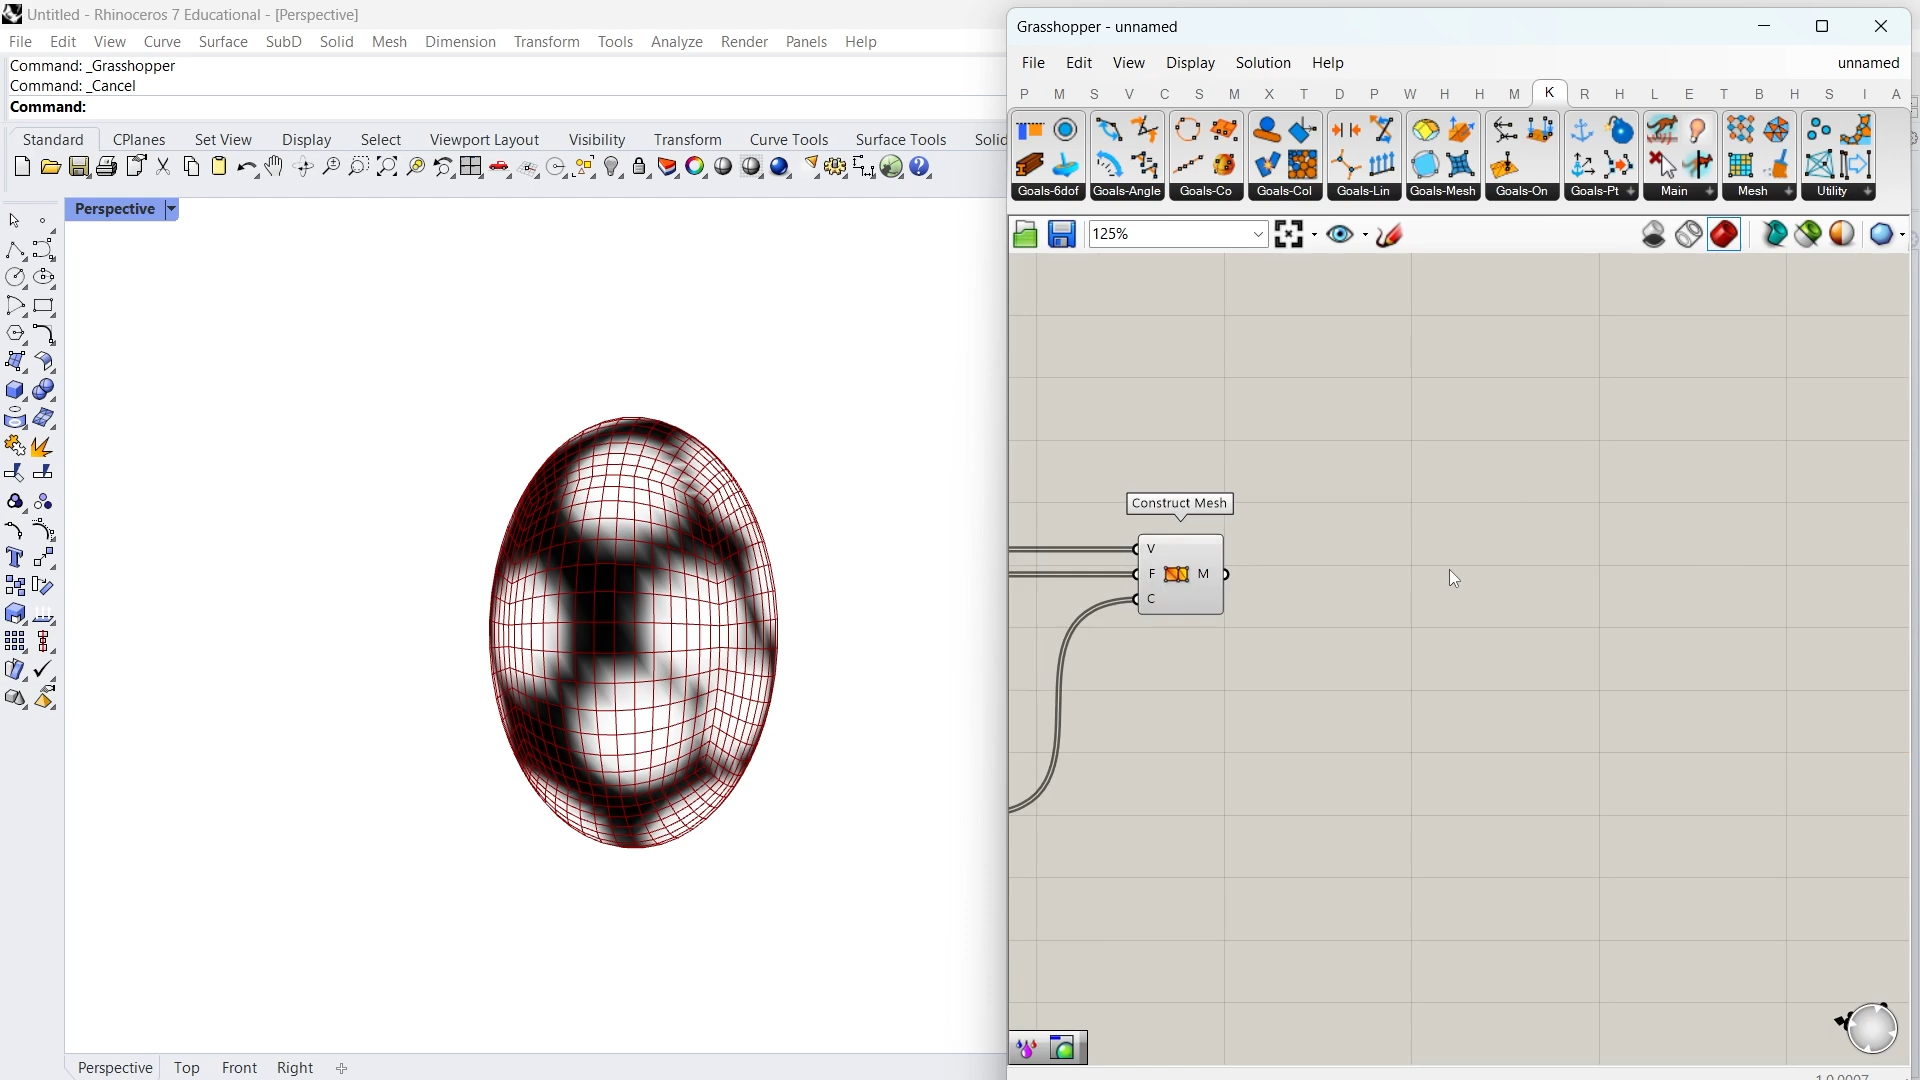 Untitled - Rhinoceros 7 Educational - [Perspective]
File Edit View Curve Surface SubD Solid Mesh Dimension Transform Tools Analyze Render Panels Help
Command: _Grasshopper
Command: _Cancel
Command:
Standard CPlanes Set View Display Select Viewport Layout Visibility Transform Curve Tools Surface Tools Solid
Perspective
Perspective Top Front Right
Grasshopper - unnamed
File Edit View Display Solution Help unnamed
P M S V C S M X T D P W H H M K R H L E T B H S I A
Goals-6dof Goals-Angle Goals-Co Goals-Col Goals-Lin Goals-Mesh Goals-On Goals-Pt Main Mesh Utility
125%
Construct Mesh
V
F M
C
1.0.0007